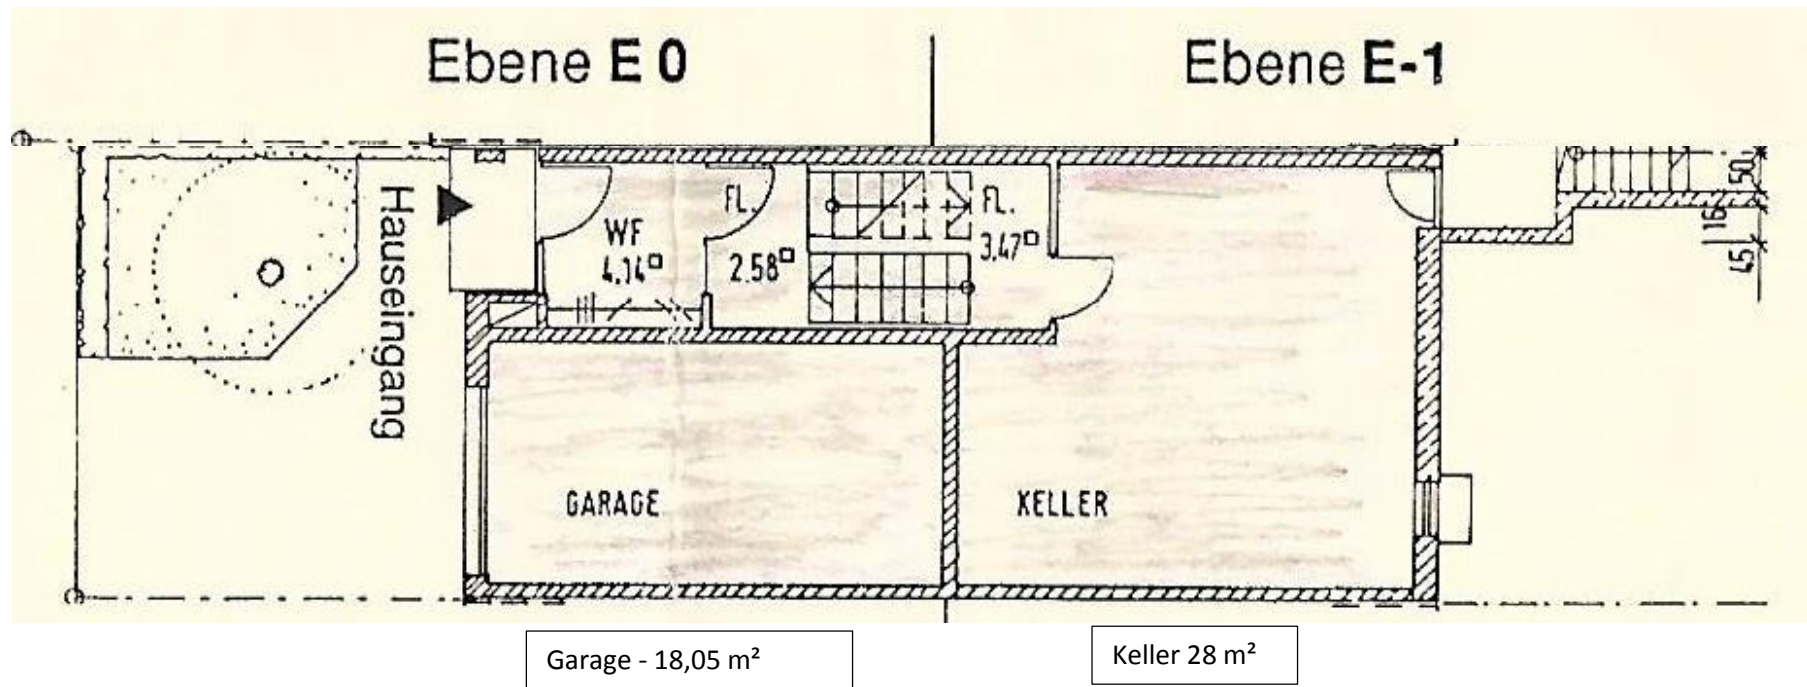 Ebene E 0
Ebene E-1
Hauseingang
WF
4.14
FL.
2.58
FL.
3.47
50
16
45
GARAGE
KELLER
Garage - 18,05 m²
Keller 28 m²